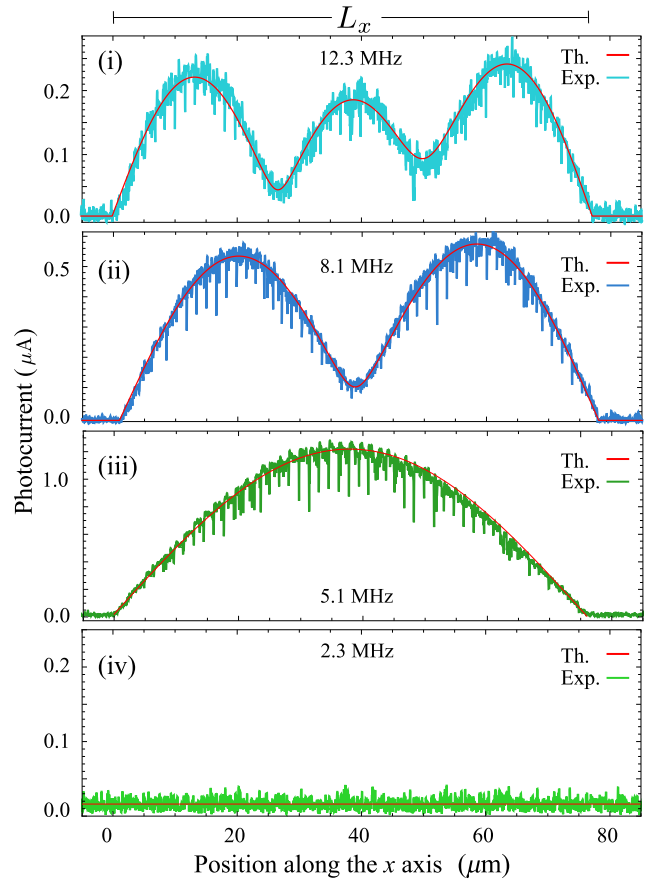 Lx
(i)
12.3 MHz
Th.
Exp.
0.2
0.1
0.0
(ii)
8.1 MHz
Th.
Exp.
0.5
0.0
Photocurrent (μA)
(iii)
Th.
Exp.
1.0
0.0
5.1 MHz
(iv)
2.3 MHz
Th.
Exp.
0.2
0.1
0.0
0 20 40 60 80
Position along the x axis (μm)